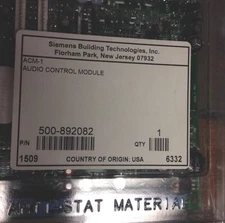 Siemens Building Technologies, Inc.
Florham Park, New Jersey 07932
ACM-1
AUDIO CONTROL MODULE
500-892082 1
P/N QTY
1509 COUNTRY OF ORIGIN: USA 6332
ANTI-STAT MATERIAL